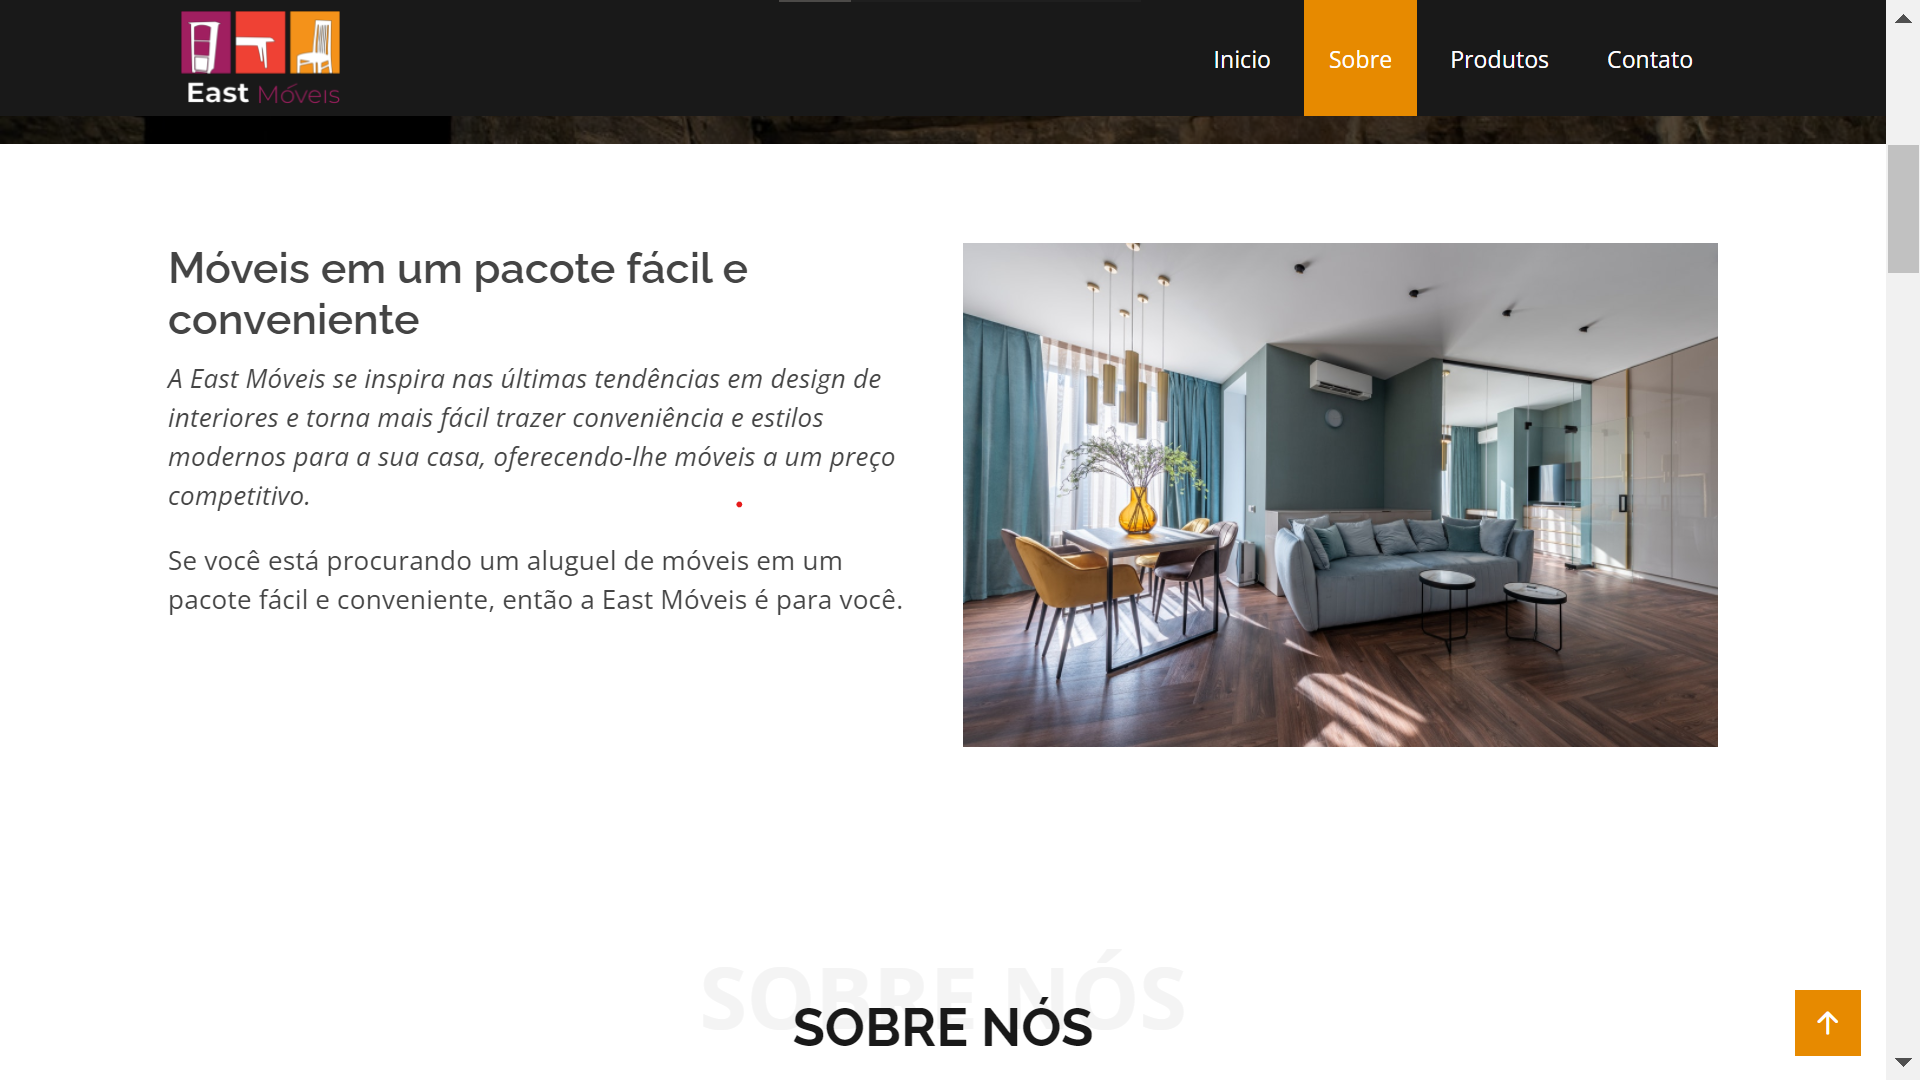 East Móveis
Inicio
Sobre
Produtos
Contato
Móveis em um pacote fácil e
conveniente
A East Móveis se inspira nas últimas tendências em design de
interiores e torna mais fácil trazer conveniência e estilos
modernos para a sua casa, oferecendo-lhe móveis a um preço
competitivo.
Se você está procurando um aluguel de móveis em um
pacote fácil e conveniente, então a East Móveis é para você.
SOBRE NÓS
SOBRE NÓS